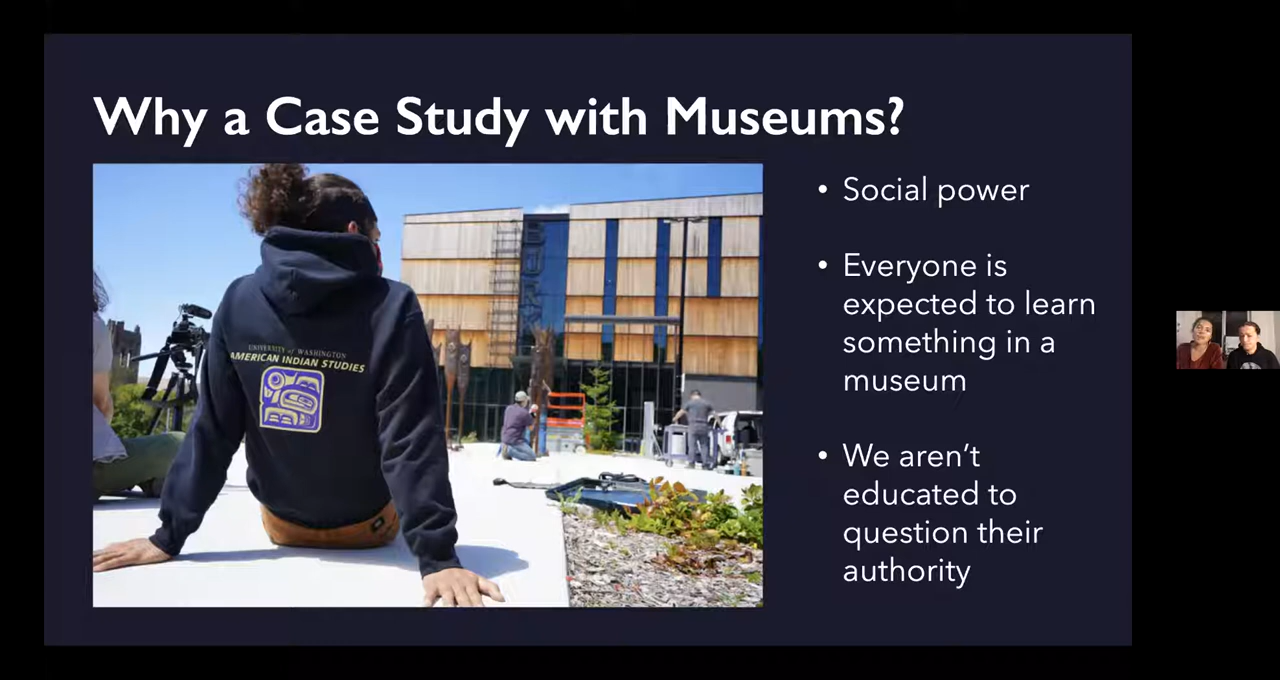 Why a Case Study with Museums?
UNIVERSITY of WASHINGTON
AMERICAN INDIAN STUDIES
BURKE
• Social power
• Everyone is
expected to learn
something in a
museum
• We aren’t
educated to
question their
authority